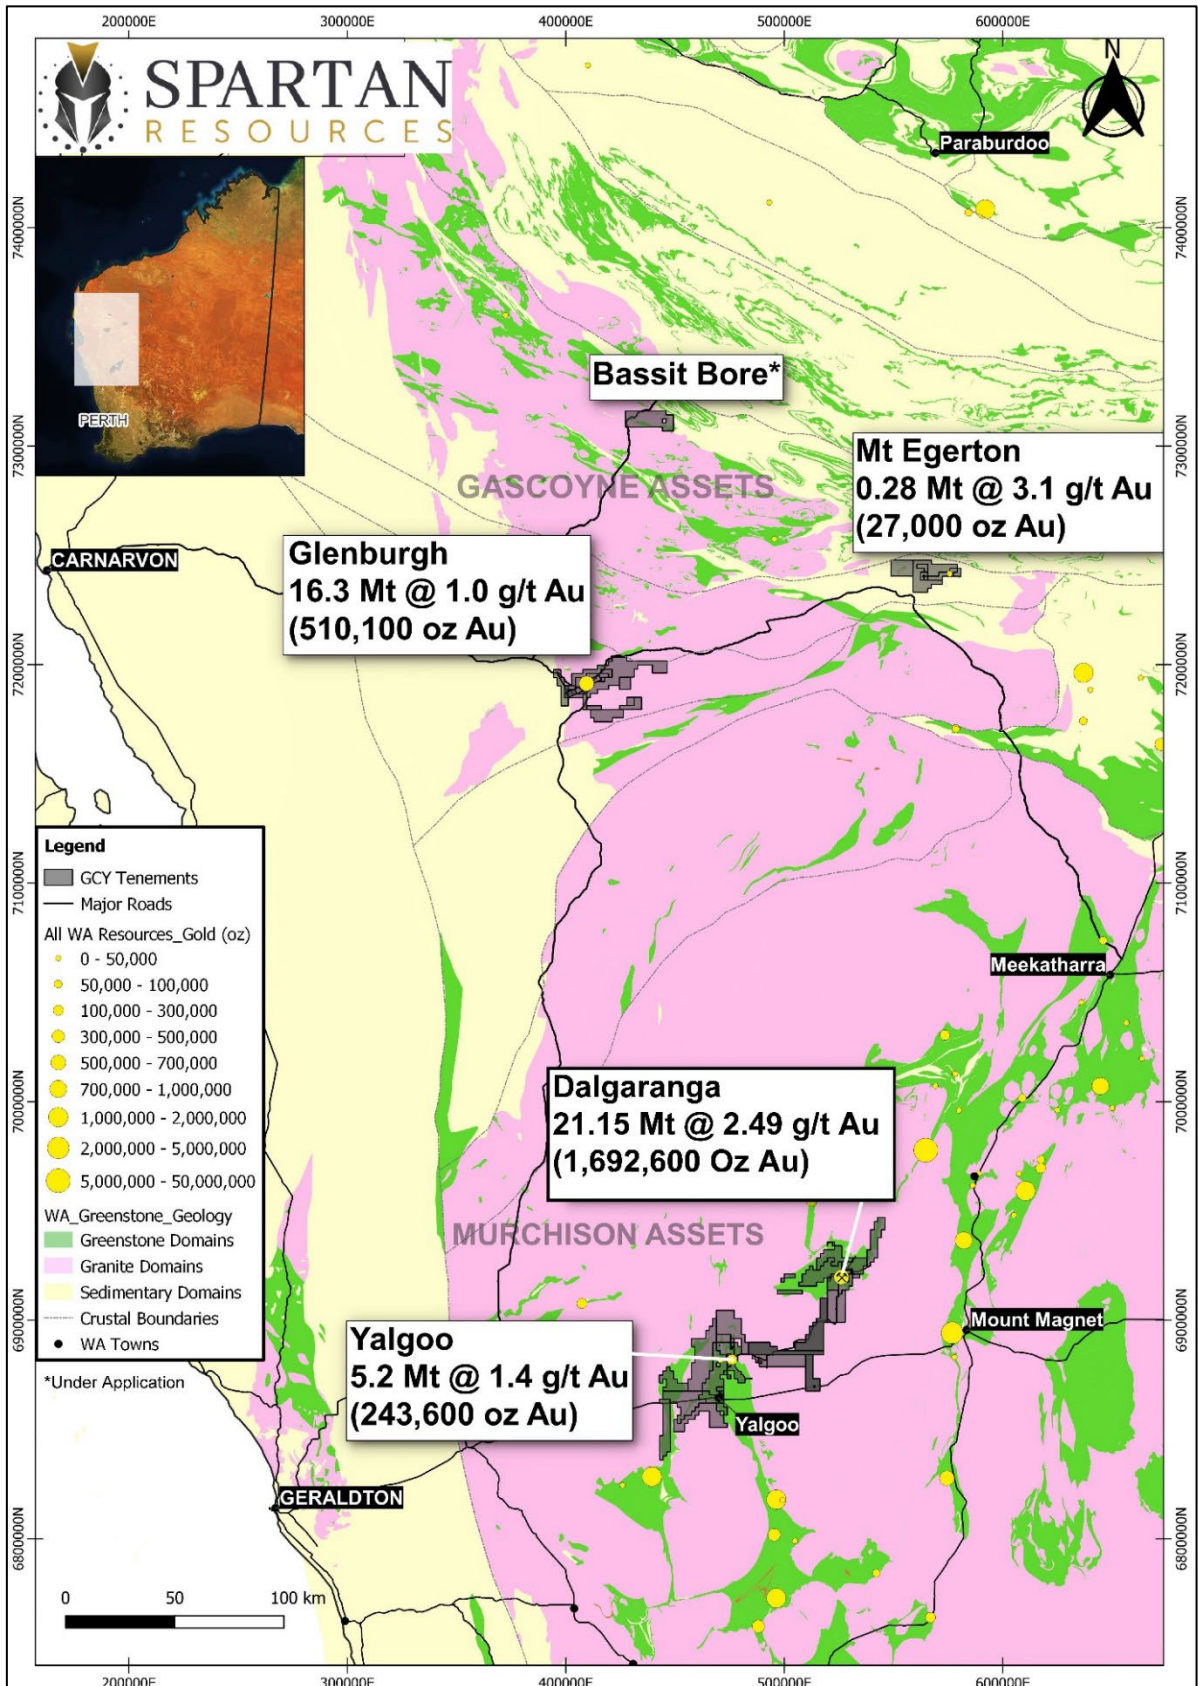 200000E
300000E
400000E
500000E
600000E
SPARTAN
RESOURCES
N
Paraburdoo
7400000N
7400000N
PERTH
Bassit Bore*
7300000N
7300000N
GASCOYNE ASSETS
Mt Egerton
0.28 Mt @ 3.1 g/t Au
(27,000 oz Au)
CARNARVON
Glenburgh
16.3 Mt @ 1.0 g/t Au
(510,100 oz Au)
7200000N
7200000N
Legend
GCY Tenements
Major Roads
All WA Resources_Gold (oz)
0 - 50,000
50,000 - 100,000
100,000 - 300,000
300,000 - 500,000
500,000 - 700,000
700,000 - 1,000,000
1,000,000 - 2,000,000
2,000,000 - 5,000,000
5,000,000 - 50,000,000
WA_Greenstone_Geology
Greenstone Domains
Granite Domains
Sedimentary Domains
Crustal Boundaries
WA Towns
*Under Application
7100000N
7100000N
Meekatharra
Dalgaranga
21.15 Mt @ 2.49 g/t Au
(1,692,600 Oz Au)
7000000N
7000000N
MURCHISON ASSETS
6900000N
6900000N
Mount Magnet
Yalgoo
5.2 Mt @ 1.4 g/t Au
(243,600 oz Au)
Yalgoo
GERALDTON
6800000N
6800000N
0 50 100 km
200000E
300000E
400000E
500000E
600000E